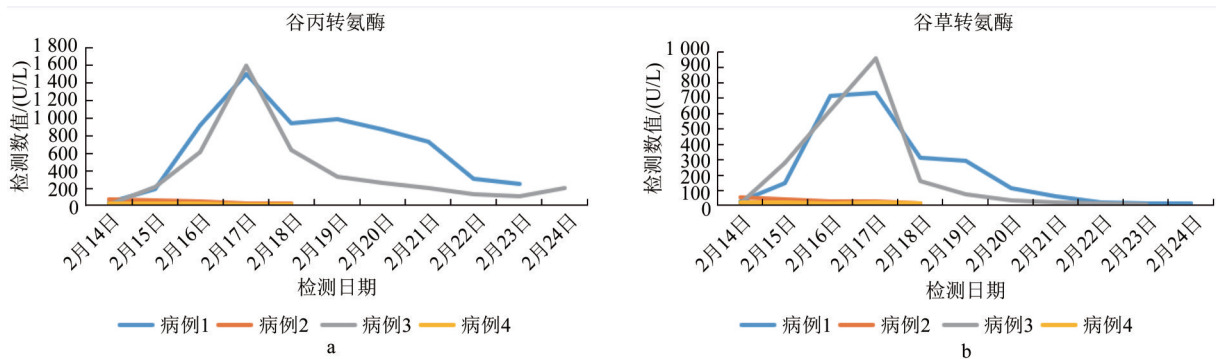 谷丙转氨酶
检测数值/(U/L)
1 800
1 600
1 400
1 200
1 000
800
600
400
200
0
2月14日
2月15日
2月16日
2月17日
2月18日
2月19日
2月20日
2月21日
2月22日
2月23日
2月24日
检测日期
病例1 病例2 病例3 病例4
a
谷草转氨酶
检测数值/(U/L)
1 000
900
800
700
600
500
400
300
200
100
0
2月14日
2月15日
2月16日
2月17日
2月18日
2月19日
2月20日
2月21日
2月22日
2月23日
2月24日
检测日期
病例1 病例2 病例3 病例4
b